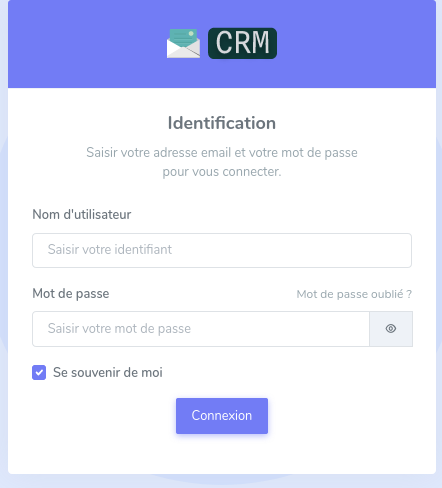 CRM
Identification
Saisir votre adresse email et votre mot de passe
pour vous connecter.
Nom d'utilisateur
Saisir votre identifiant
Mot de passe
Mot de passe oublié ?
Saisir votre mot de passe
Se souvenir de moi
Connexion